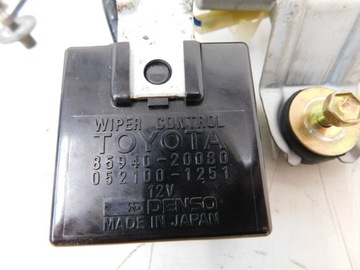 WIPER CONTROL
TOYOTA
85940-20080
052100-1251
12V
DENSO
MADE IN JAPAN